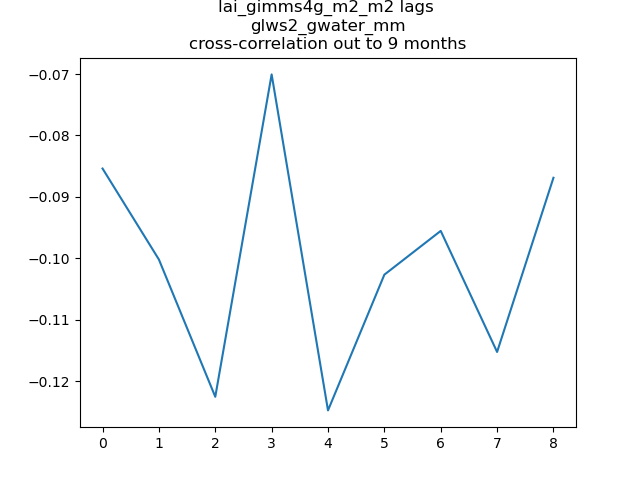 lai_gimms4g_m2_m2 lags
glws2_gwater_mm
cross-correlation out to 9 months
−0.07
−0.08
−0.09
−0.10
−0.11
−0.12
0 1 2 3 4 5 6 7 8